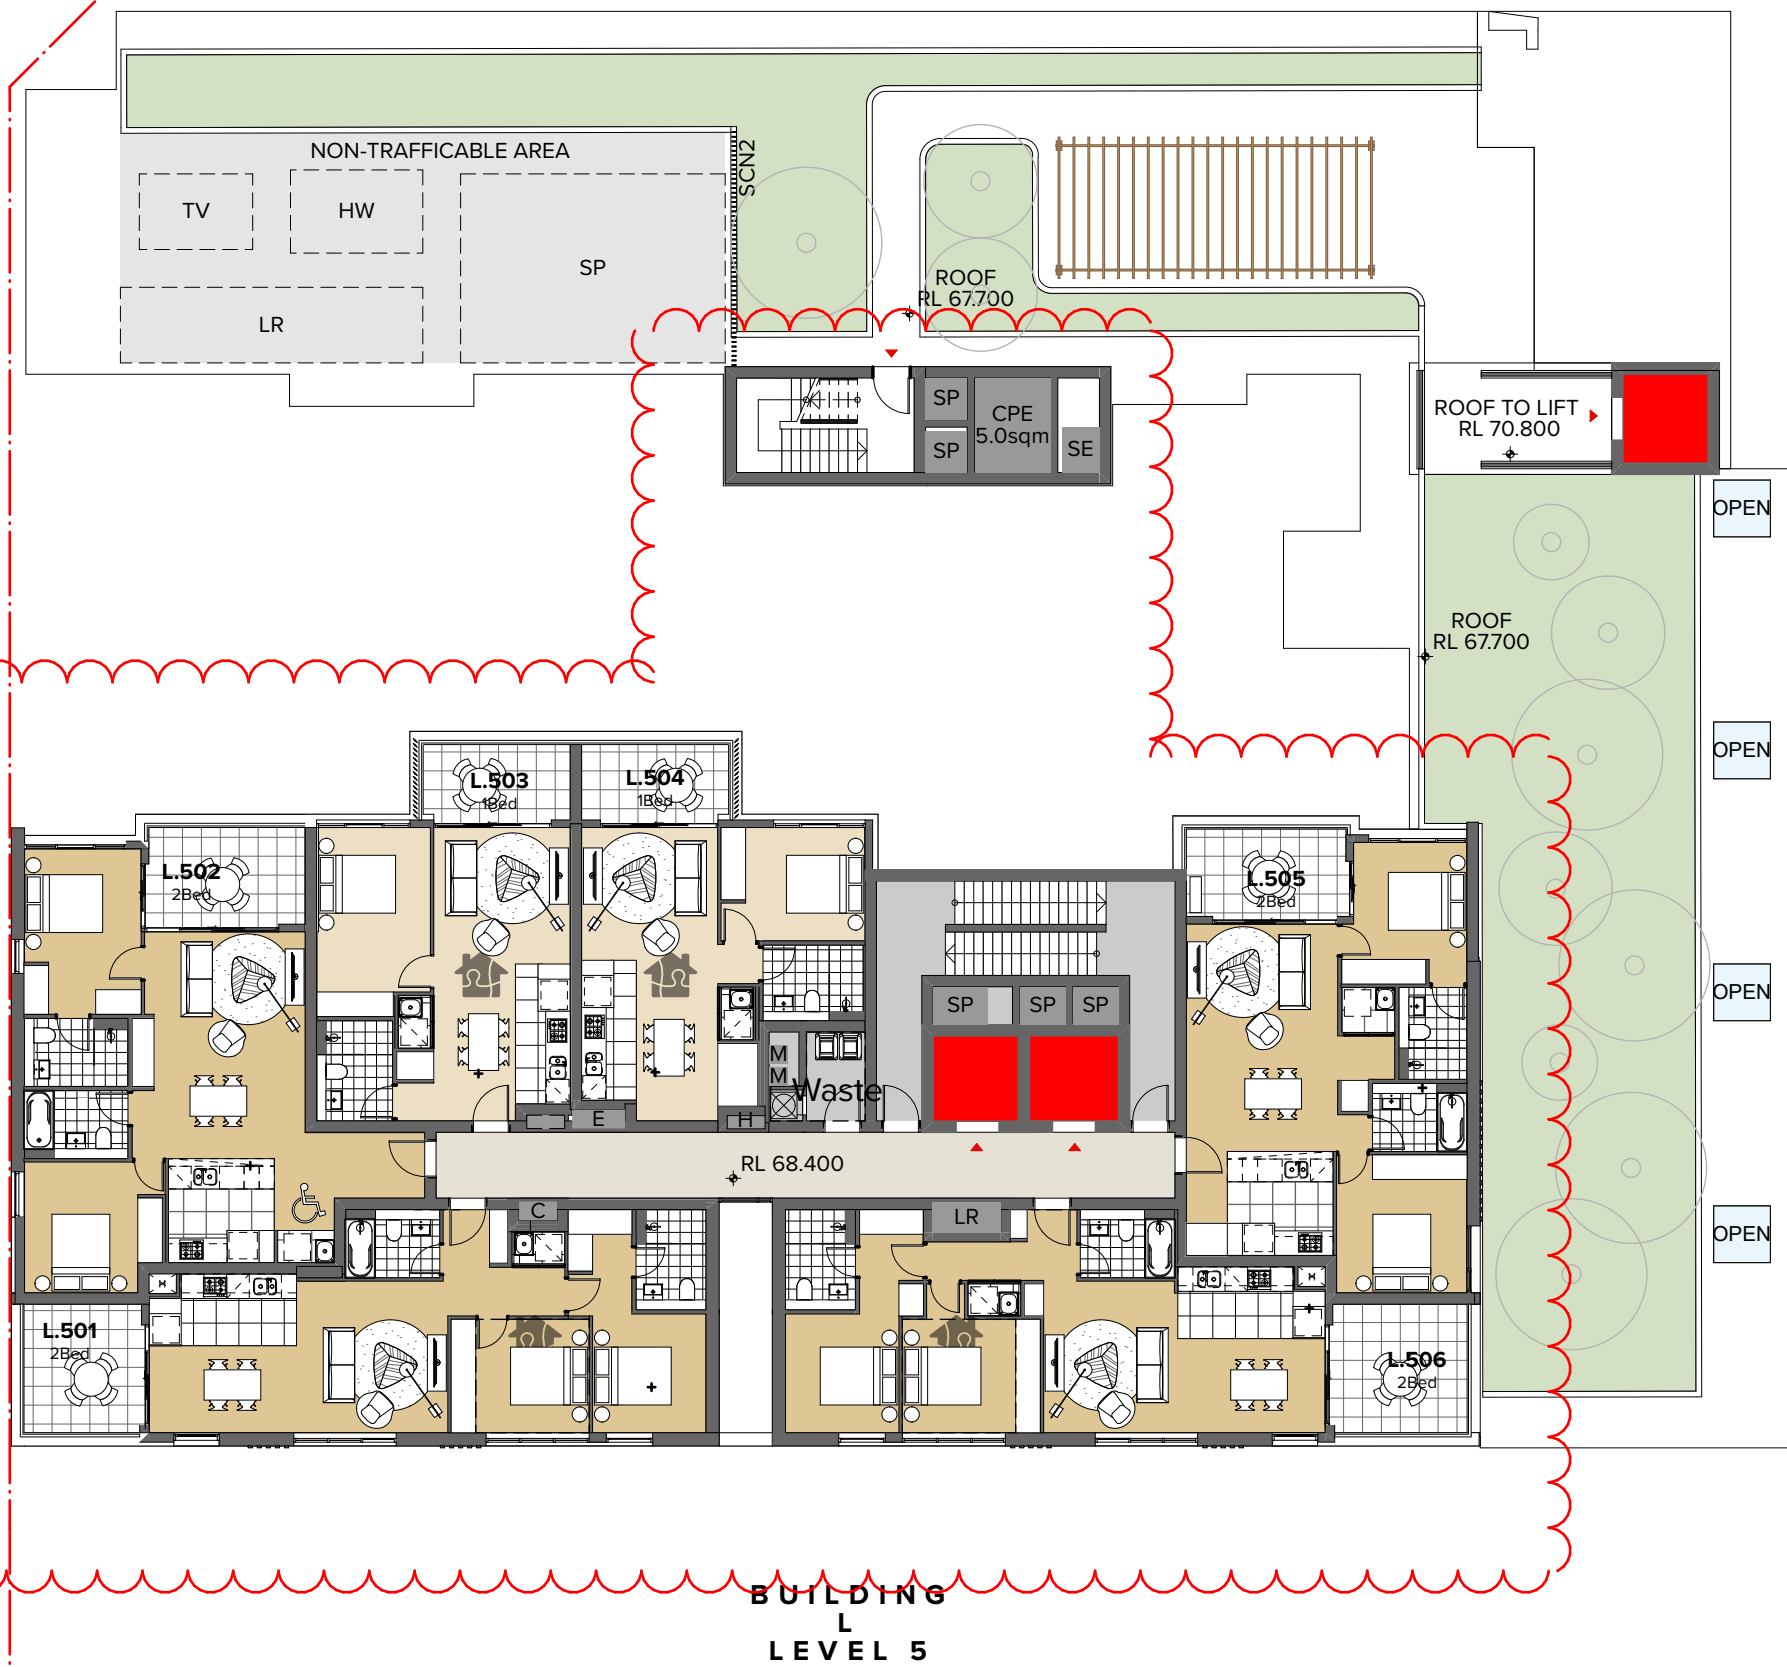 NON-TRAFFICABLE AREA
SCN2
TV
HW
SP
LR
ROOF
RL 67.700
SP
SP
CPE
5.0sqm
SE
ROOF TO LIFT
RL 70.800
OPEN
ROOF
RL 67.700
OPEN
L.503
1Bed
L.504
1Bed
L.502
2Bed
L.505
2Bed
OPEN
SP
SP
SP
M
M
Waste
E
H
RL 68.400
C
LR
OPEN
L.501
2Bed
L.506
2Bed
BUILDING
L
LEVEL 5